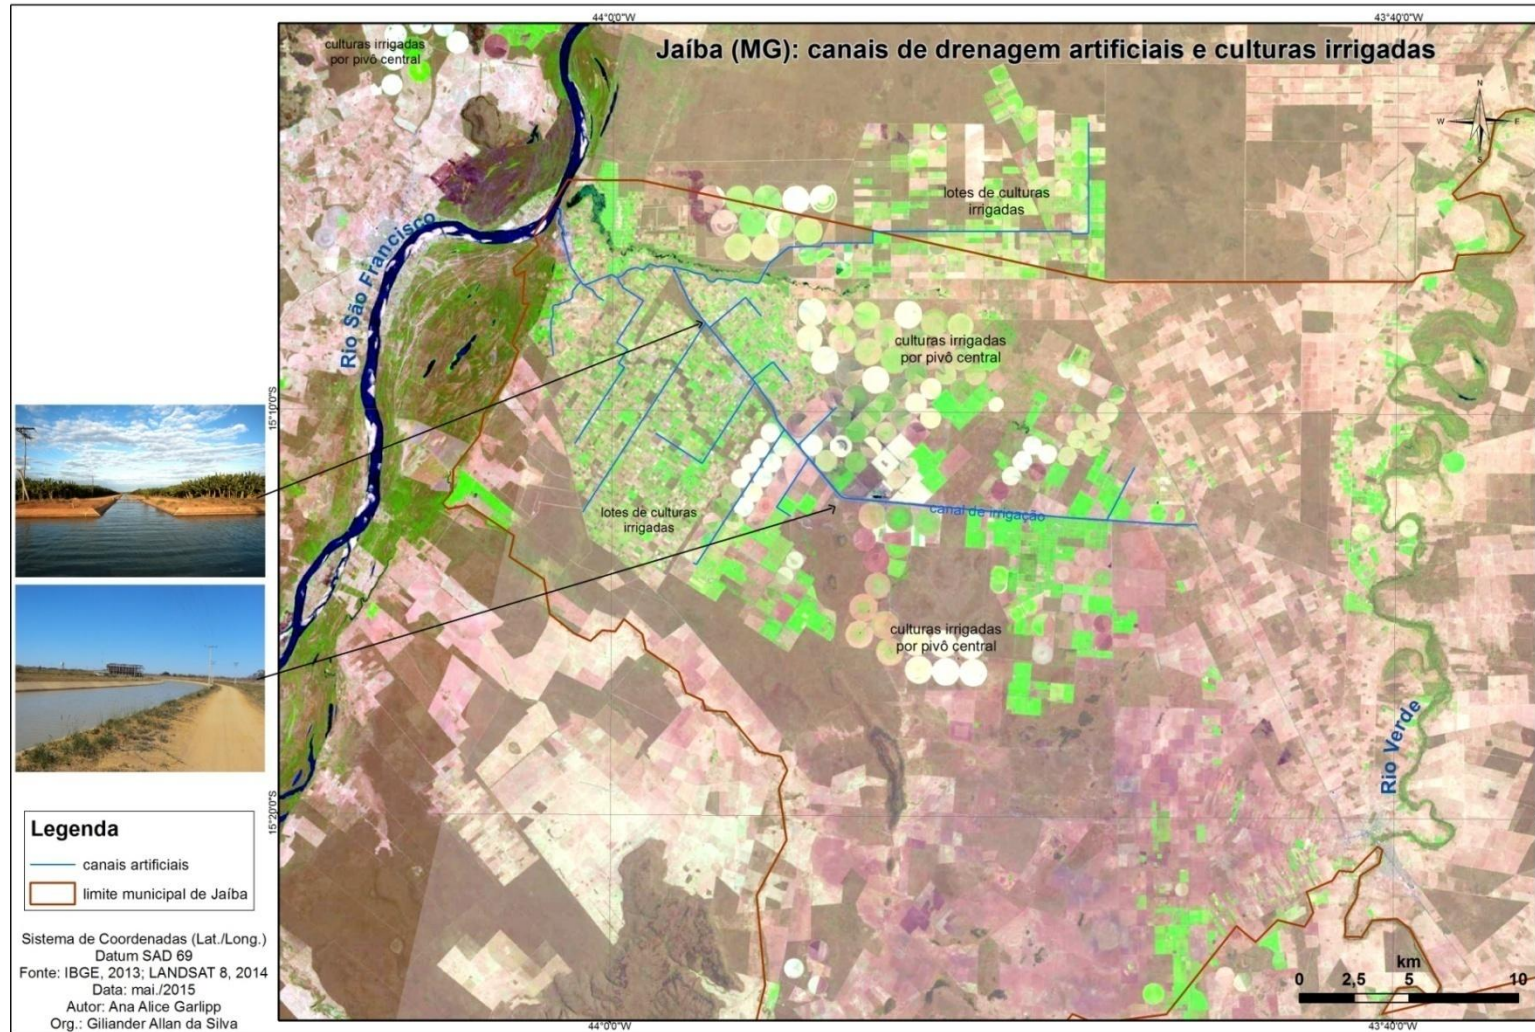 44°0'0"W
43°40'0"W
Jaíba (MG): canais de drenagem artificiais e culturas irrigadas
culturas irrigadas
por pivô central
N
W
E
S
lotes de culturas
irrigadas
Rio São Francisco
culturas irrigadas
por pivô central
15°10'0"S
lotes de culturas
irrigadas
canal de irrigação
culturas irrigadas
por pivô central
Rio Verde
15°20'0"S
Legenda
canais artificiais
limite municipal de Jaíba
Sistema de Coordenadas (Lat./Long.)
Datum SAD 69
Fonte: IBGE, 2013; LANDSAT 8, 2014
Data: mai./2015
Autor: Ana Alice Garlipp
Org.: Giliander Allan da Silva
km
0 2,5 5 10
44°0'0"W
43°40'0"W